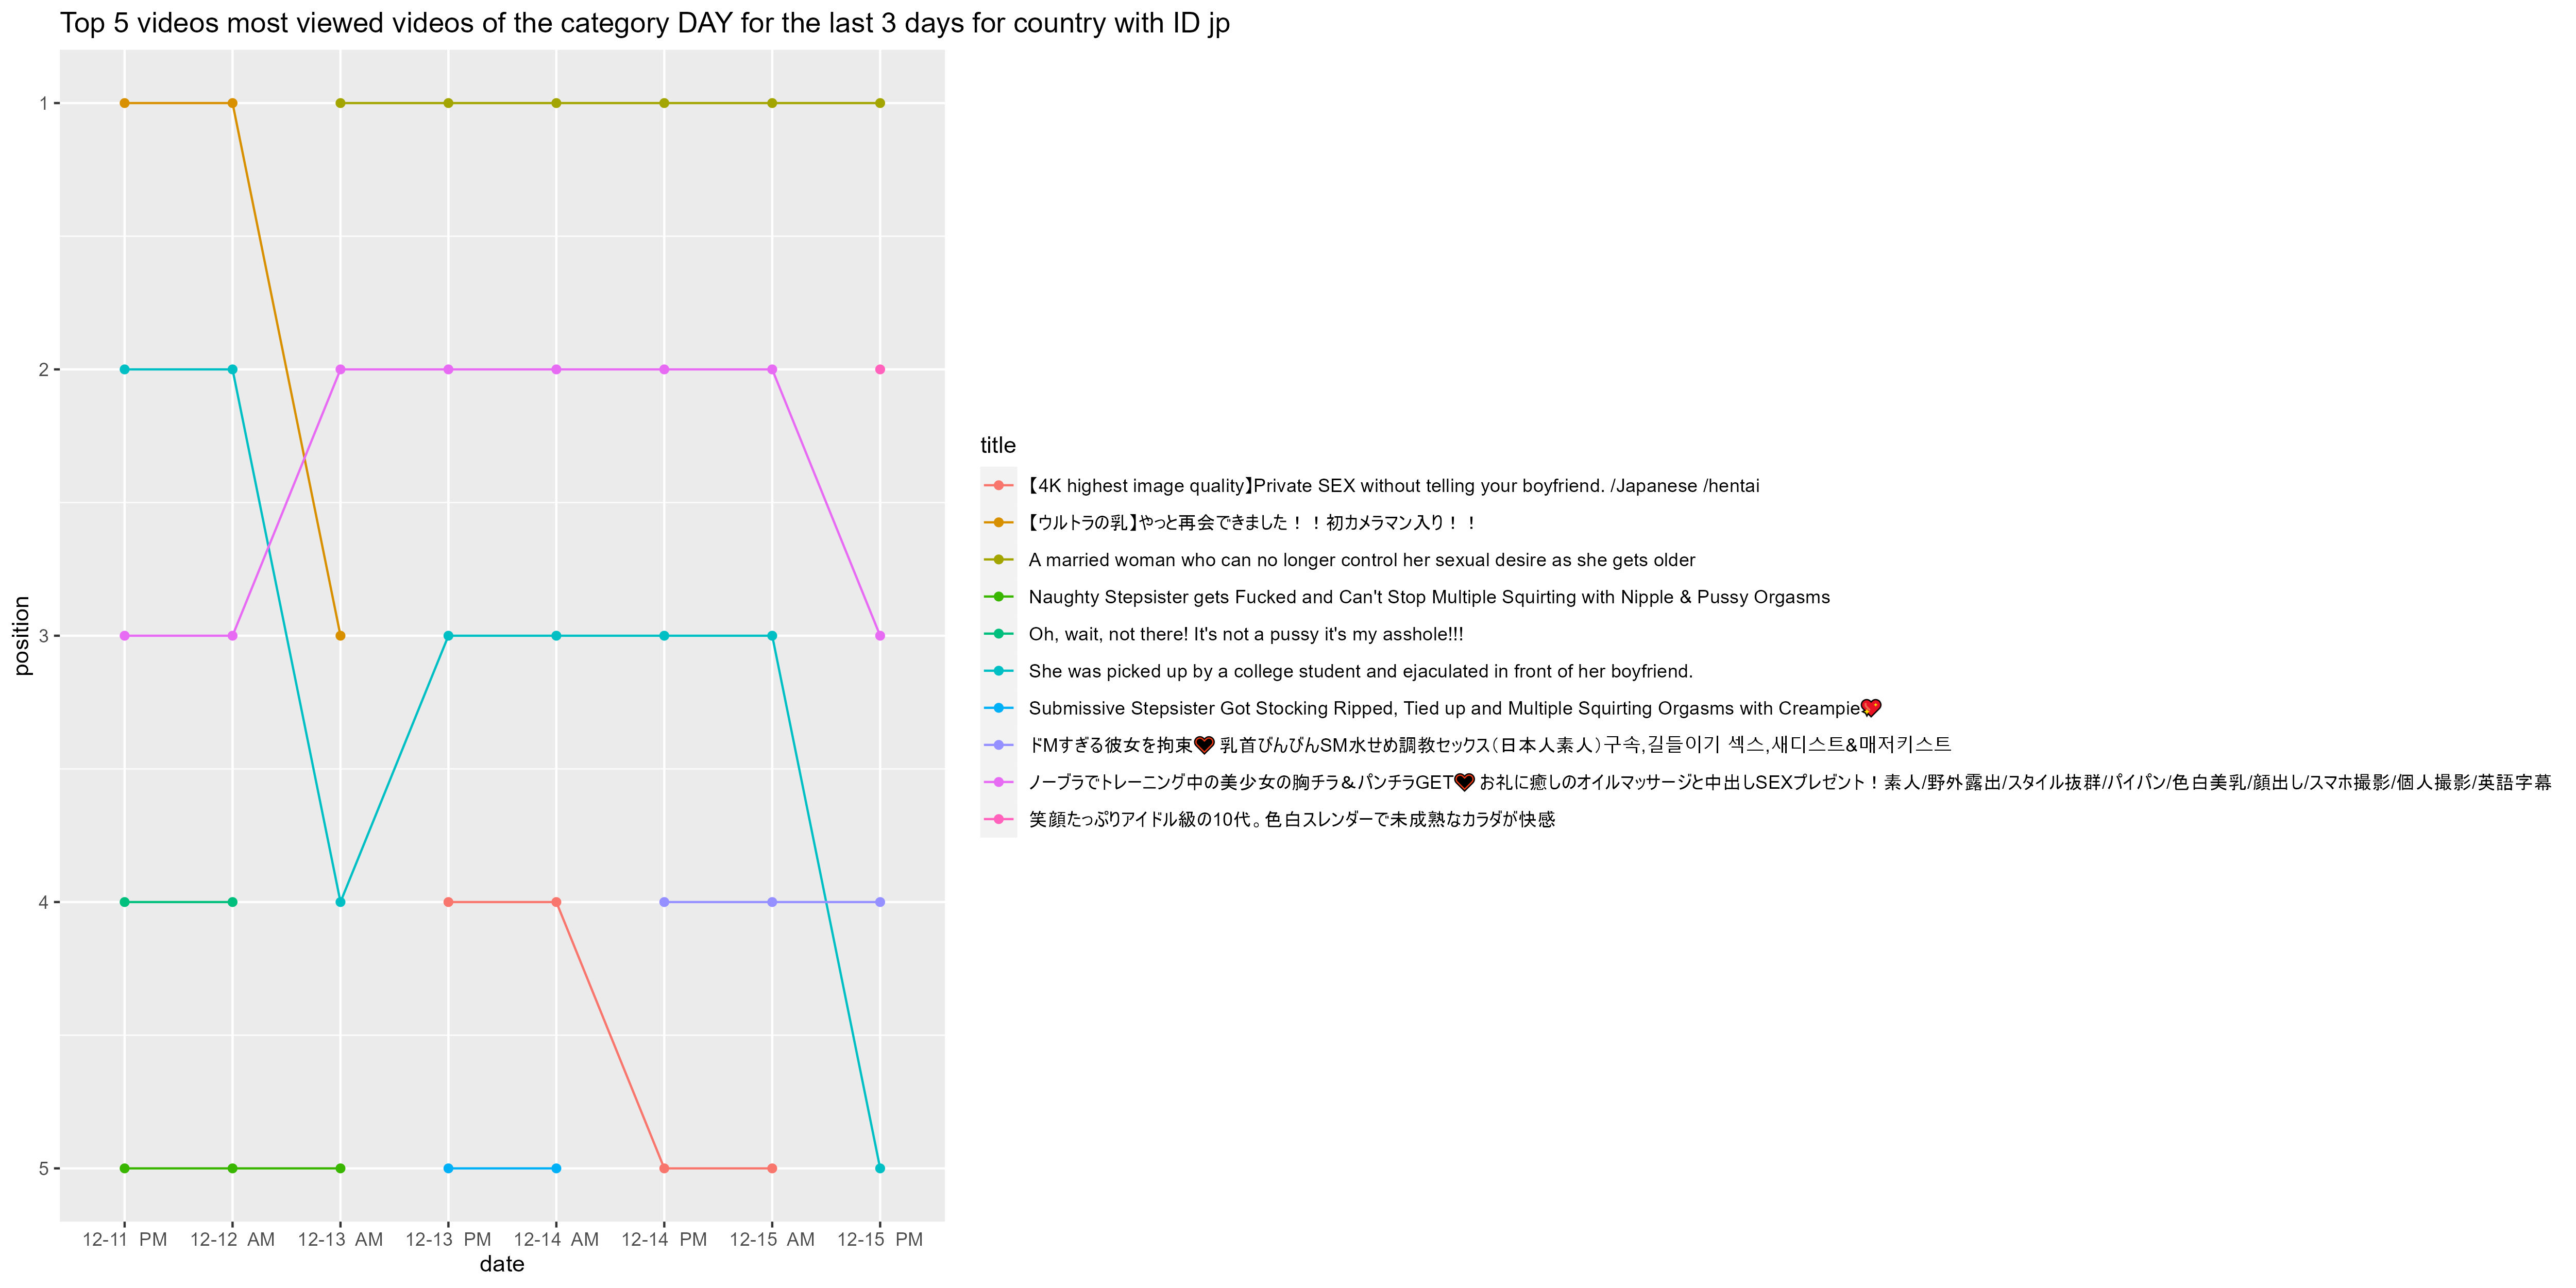 Top 5 videos most viewed videos of the category DAY for the last 3 days for country with ID jp
position
1
2
3
4
5
12-11 PM
12-12 AM
12-13 AM
12-13 PM
12-14 AM
12-14 PM
12-15 AM
12-15 PM
date
title
【4K highest image quality】Private SEX without telling your boyfriend. /Japanese /hentai
【ウルトラの乳】やっと再会できました！！初カメラマン入り！！
A married woman who can no longer control her sexual desire as she gets older
Naughty Stepsister gets Fucked and Can't Stop Multiple Squirting with Nipple & Pussy Orgasms
Oh, wait, not there! It's not a pussy it's my asshole!!!
She was picked up by a college student and ejaculated in front of her boyfriend.
Submissive Stepsister Got Stocking Ripped, Tied up and Multiple Squirting Orgasms with Creampie💖
ドMすぎる彼女を拘束🖤 乳首びんびんSM水せめ調教セックス（日本人素人）구속,길들이기 섹스,새디스트&매저키스트
ノーブラでトレーニング中の美少女の胸チラ＆パンチラGET🖤 お礼に癒しのオイルマッサージと中出しSEXプレゼント！素人/野外露出/スタイル抜群/パイパン/色白美乳/顔出し/スマホ撮影/個人撮影/英語字幕
笑顔たっぷりアイドル級の10代。色白スレンダーで未成熟なカラダが快感